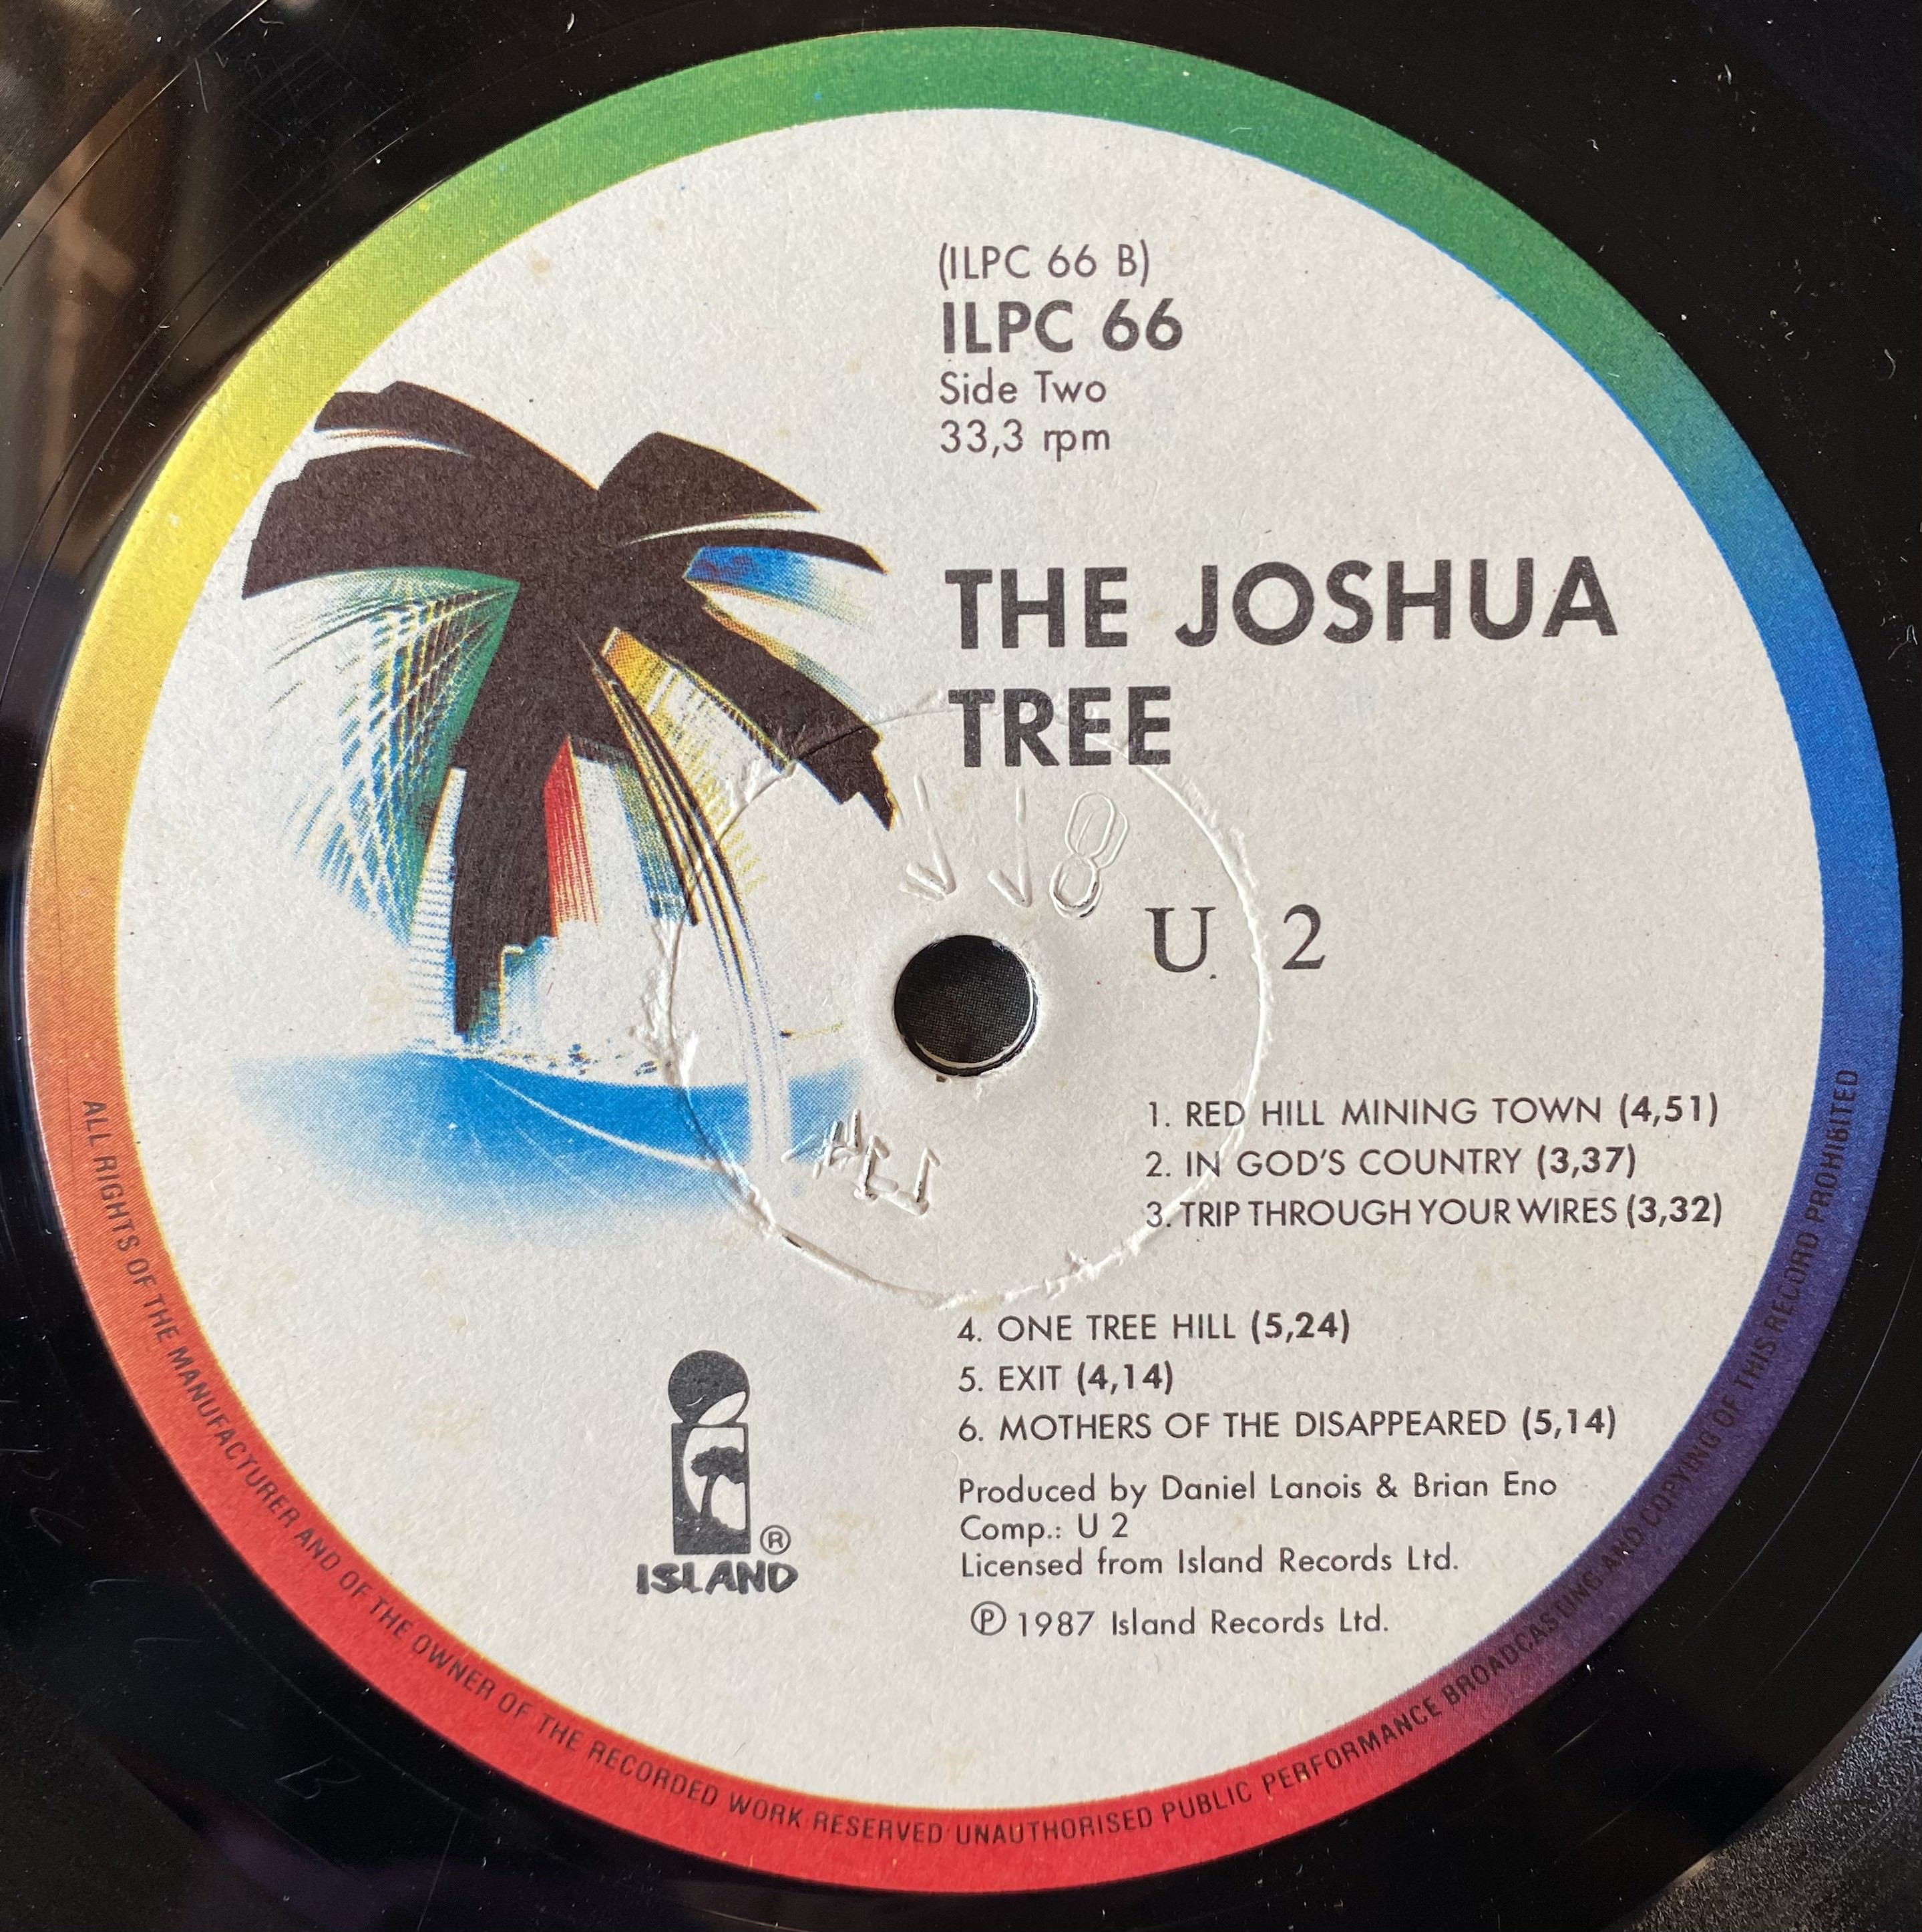 (ILPC 66 B)
ILPC 66
Side Two
33,3 rpm
THE JOSHUA
TREE
U 2
1. RED HILL MINING TOWN (4,51)
2. IN GOD'S COUNTRY (3,37)
3. TRIP THROUGH YOUR WIRES (3,32)
4. ONE TREE HILL (5,24)
5. EXIT (4,14)
6. MOTHERS OF THE DISAPPEARED (5,14)
Produced by Daniel Lanois & Brian Eno
Comp.: U 2
Licensed from Island Records Ltd.
℗ 1987 Island Records Ltd.
®
ISLAND
ALL RIGHTS OF THE MANUFACTURER AND OF THE OWNER OF THE RECORDED WORK RESERVED UNAUTHORISED PUBLIC PERFORMANCE BROADCASTING AND COPYING OF THIS RECORD PROHIBITED